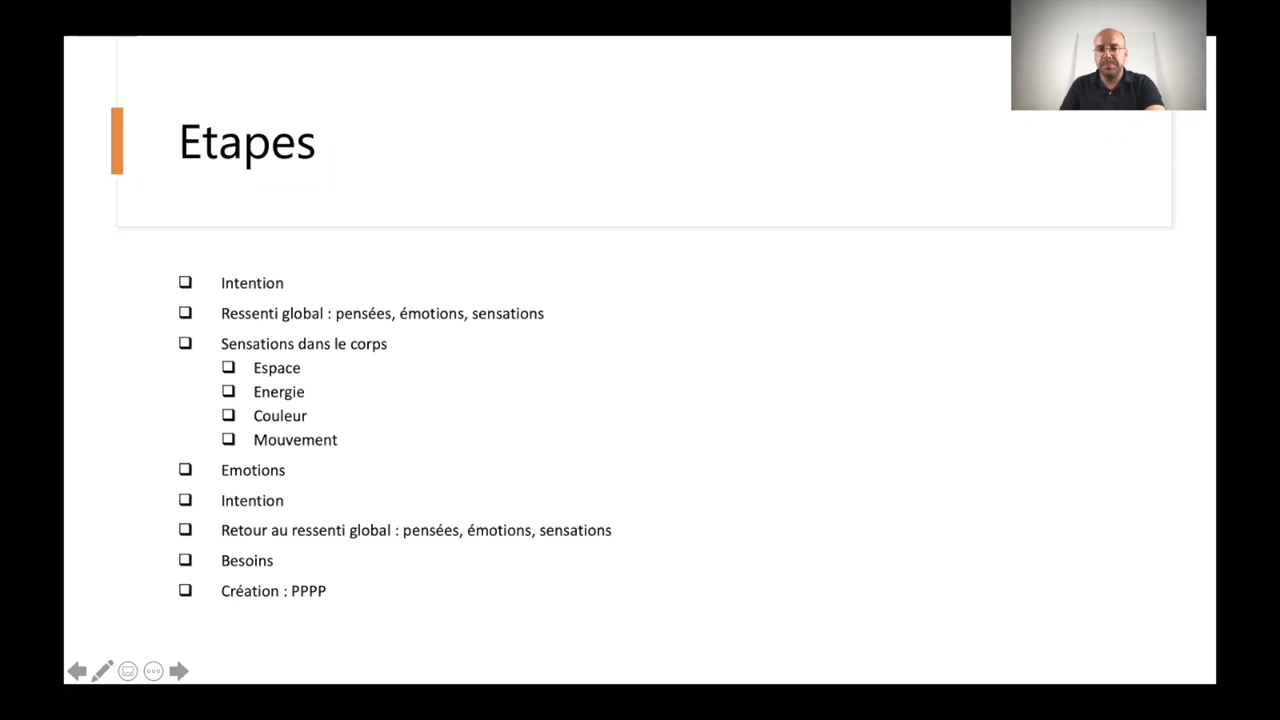 Etapes
Intention
Ressenti global : pensées, émotions, sensations
Sensations dans le corps
Espace
Energie
Couleur
Mouvement
Emotions
Intention
Retour au ressenti global : pensées, émotions, sensations
Besoins
Création : PPPP